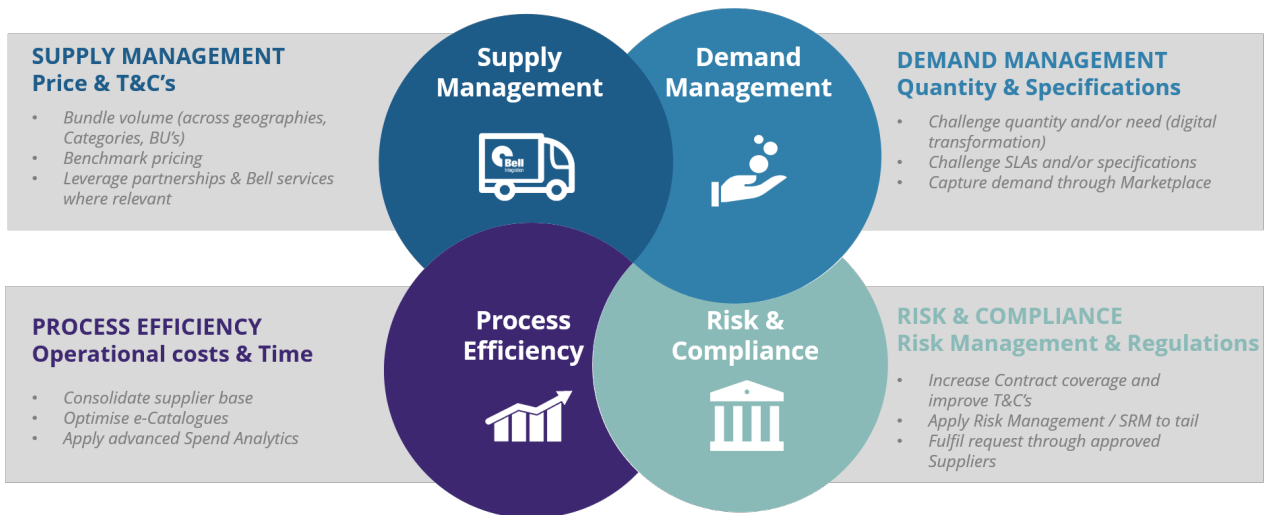 SUPPLY MANAGEMENT
Price & T&C’s
• Bundle volume (across geographies,
Categories, BU’s)
• Benchmark pricing
• Leverage partnerships & Bell services
where relevant
Supply
Management
Bell
Integration
Demand
Management
DEMAND MANAGEMENT
Quantity & Specifications
• Challenge quantity and/or need (digital
transformation)
• Challenge SLAs and/or specifications
• Capture demand through Marketplace
PROCESS EFFICIENCY
Operational costs & Time
• Consolidate supplier base
• Optimise e-Catalogues
• Apply advanced Spend Analytics
Process
Efficiency
Risk &
Compliance
RISK & COMPLIANCE
Risk Management & Regulations
• Increase Contract coverage and
improve T&C’s
• Apply Risk Management / SRM to tail
• Fulfil request through approved
Suppliers